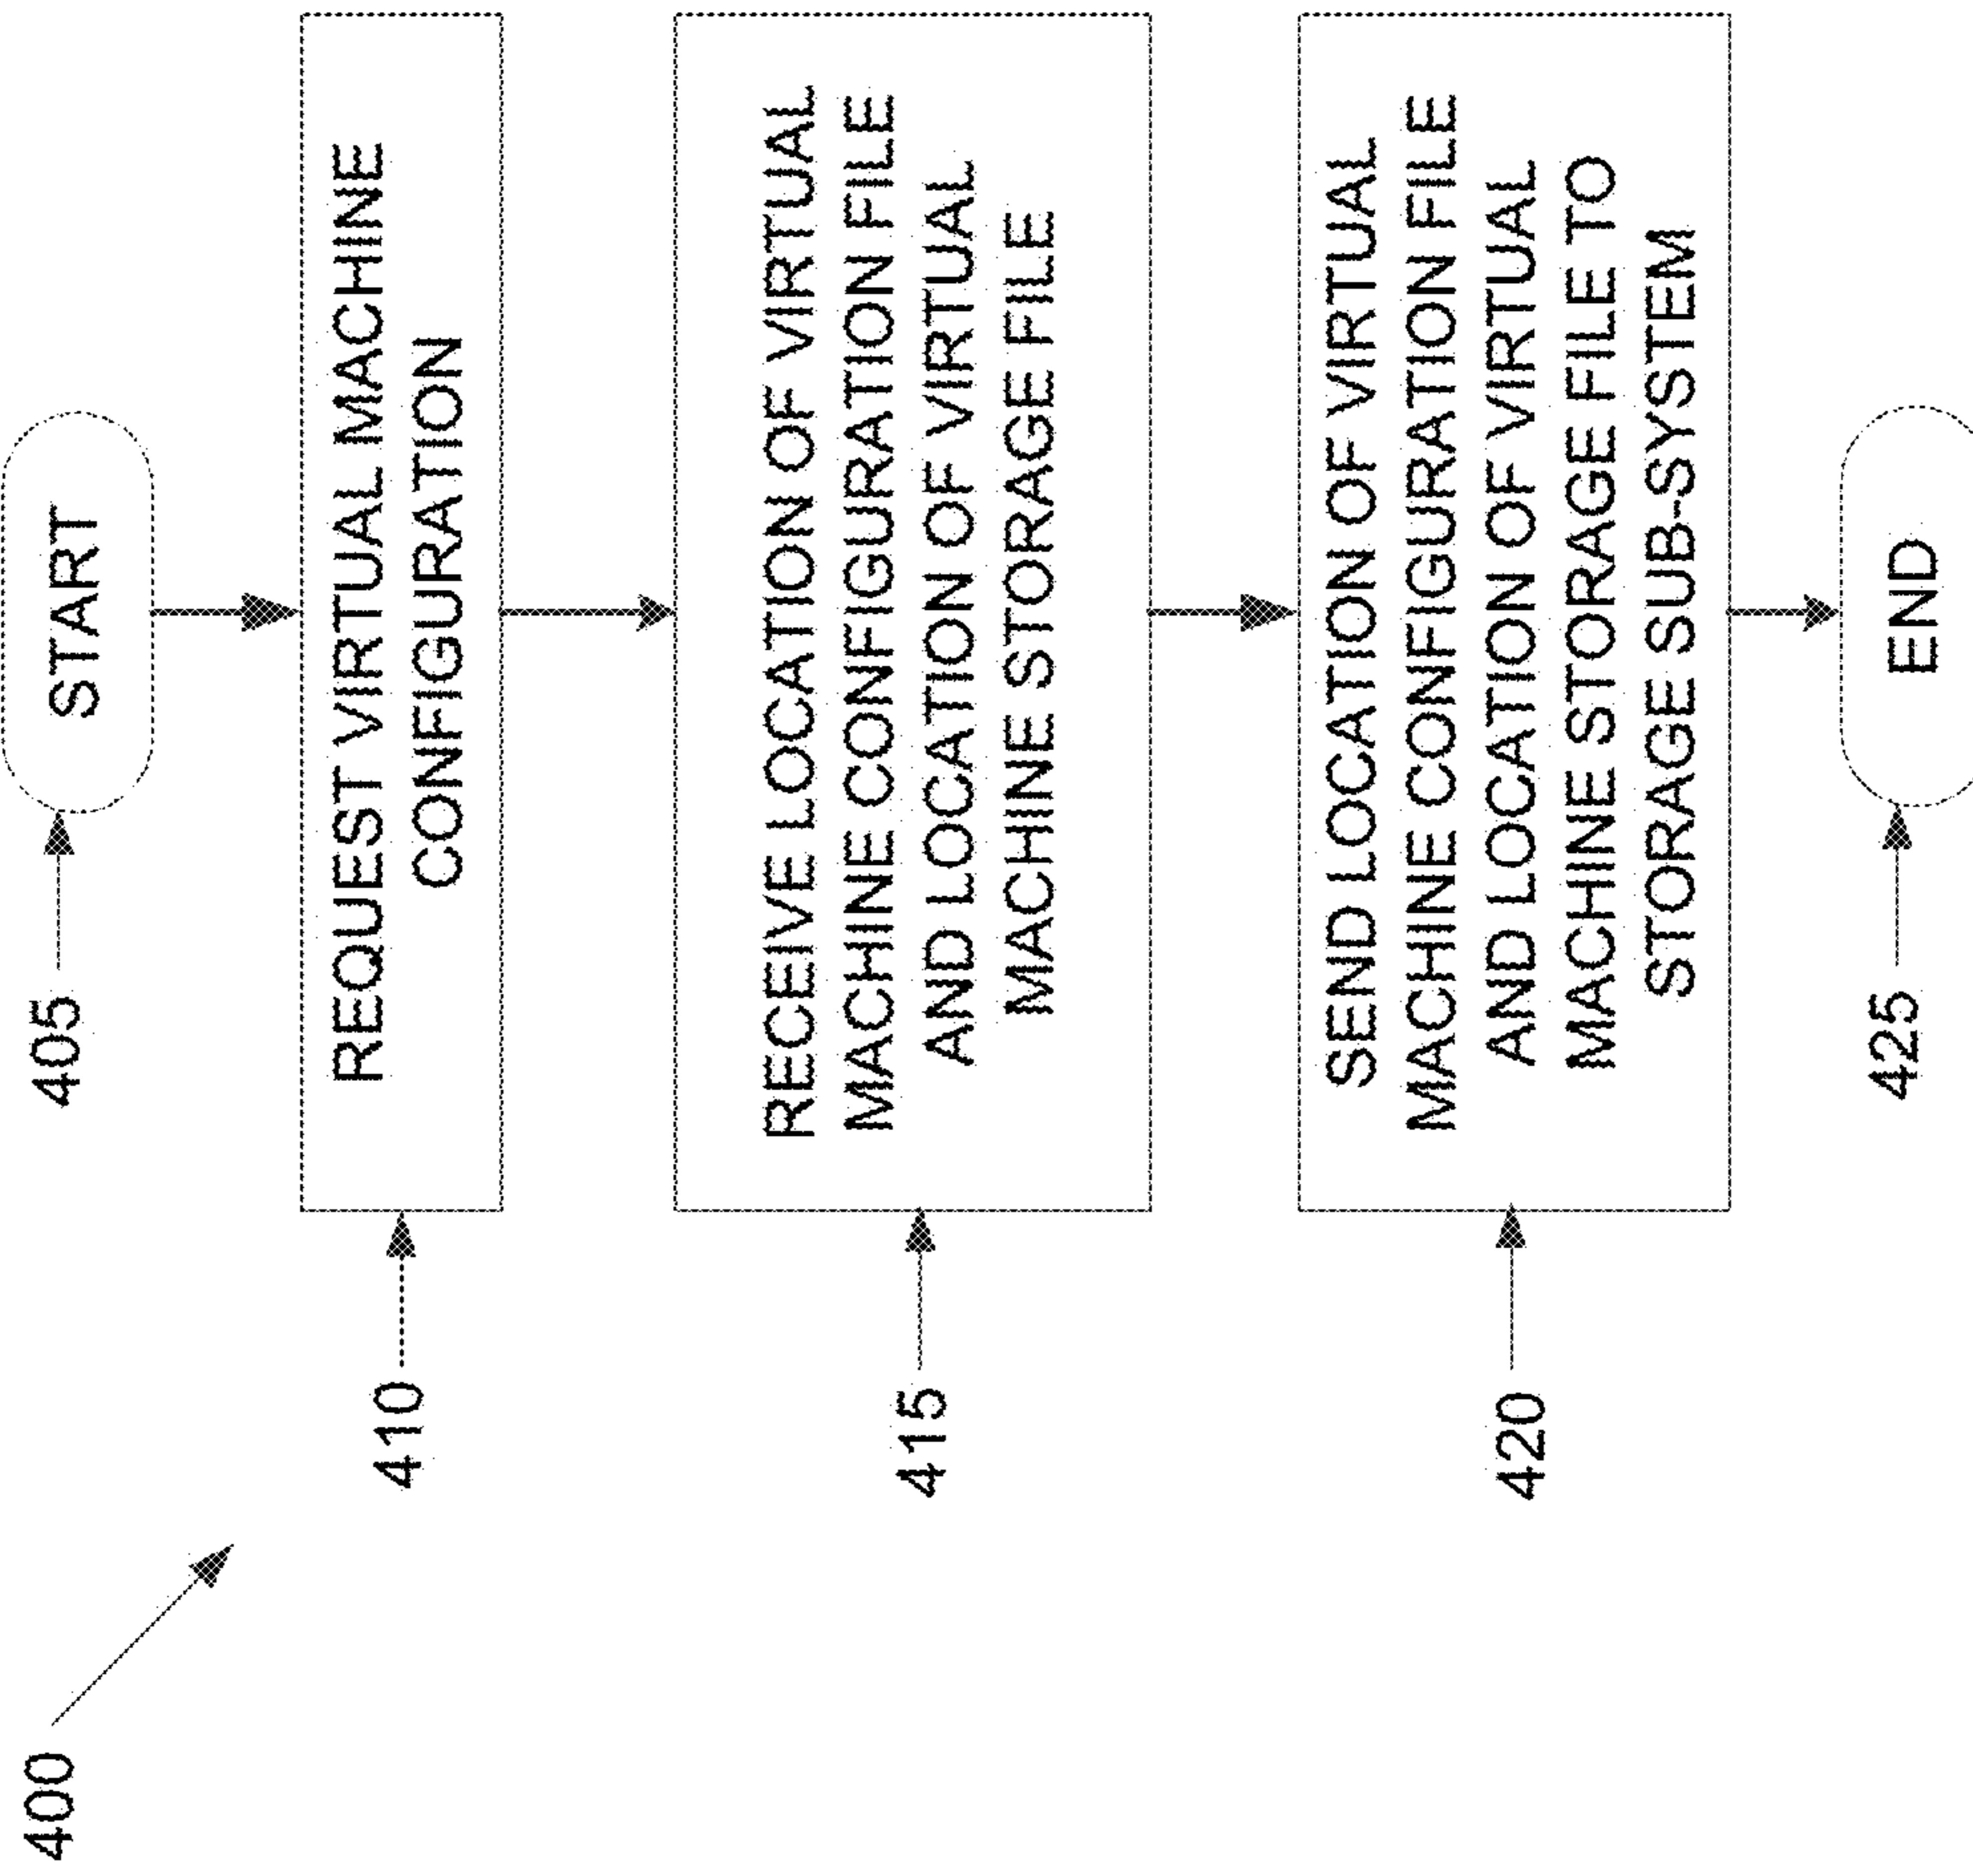 400
405
START
410
REQUEST VIRTUAL MACHINE
CONFIGURATION
415
RECEIVE LOCATION OF VIRTUAL
MACHINE CONFIGURATION FILE
AND LOCATION OF VIRTUAL
MACHINE STORAGE FILE
420
SEND LOCATION OF VIRTUAL
MACHINE CONFIGURATION FILE
AND LOCATION OF VIRTUAL
MACHINE STORAGE FILE TO
STORAGE SUB-SYSTEM
425
END